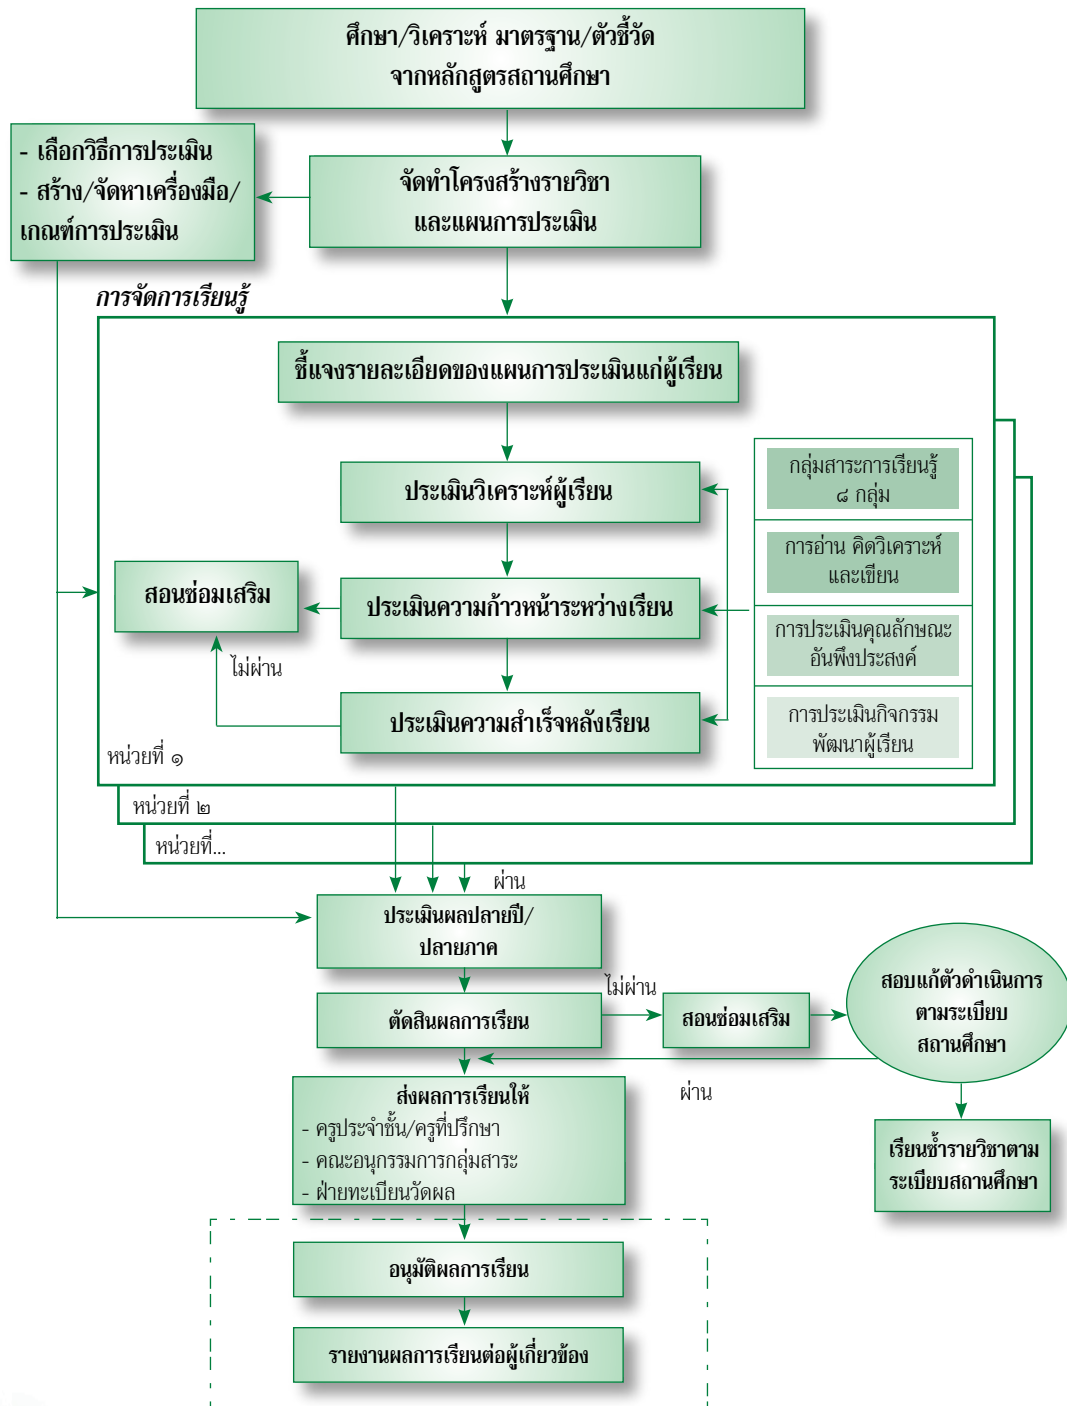 ศึกษา/วิเคราะห์ มาตรฐาน/ตัวชี้วัด
จากหลักสูตรสถานศึกษา
- เลือกวิธีการประเมิน
- สร้าง/จัดหาเครื่องมือ/
เกณฑ์การประเมิน
จัดทำโครงสร้างรายวิชา
และแผนการประเมิน
การจัดการเรียนรู้
ชี้แจงรายละเอียดของแผนการประเมินแก่ผู้เรียน
ประเมินวิเคราะห์ผู้เรียน
กลุ่มสาระการเรียนรู้
๘ กลุ่ม
การอ่าน คิดวิเคราะห์
และเขียน
สอนซ่อมเสริม
ประเมินความก้าวหน้าระหว่างเรียน
การประเมินคุณลักษณะ
อันพึงประสงค์
ไม่ผ่าน
ประเมินความสำเร็จหลังเรียน
การประเมินกิจกรรม
พัฒนาผู้เรียน
หน่วยที่ ๑
หน่วยที่ ๒
หน่วยที่...
ผ่าน
ประเมินผลปลายปี/
ปลายภาค
ไม่ผ่าน
ตัดสินผลการเรียน
สอนซ่อมเสริม
สอบแก้ตัวดำเนินการ
ตามระเบียบ
สถานศึกษา
ผ่าน
ส่งผลการเรียนให้
- ครูประจำชั้น/ครูที่ปรึกษา
- คณะอนุกรรมการกลุ่มสาระ
- ฝ่ายทะเบียนวัดผล
เรียนซ้ำรายวิชาตาม
ระเบียบสถานศึกษา
อนุมัติผลการเรียน
รายงานผลการเรียนต่อผู้เกี่ยวข้อง